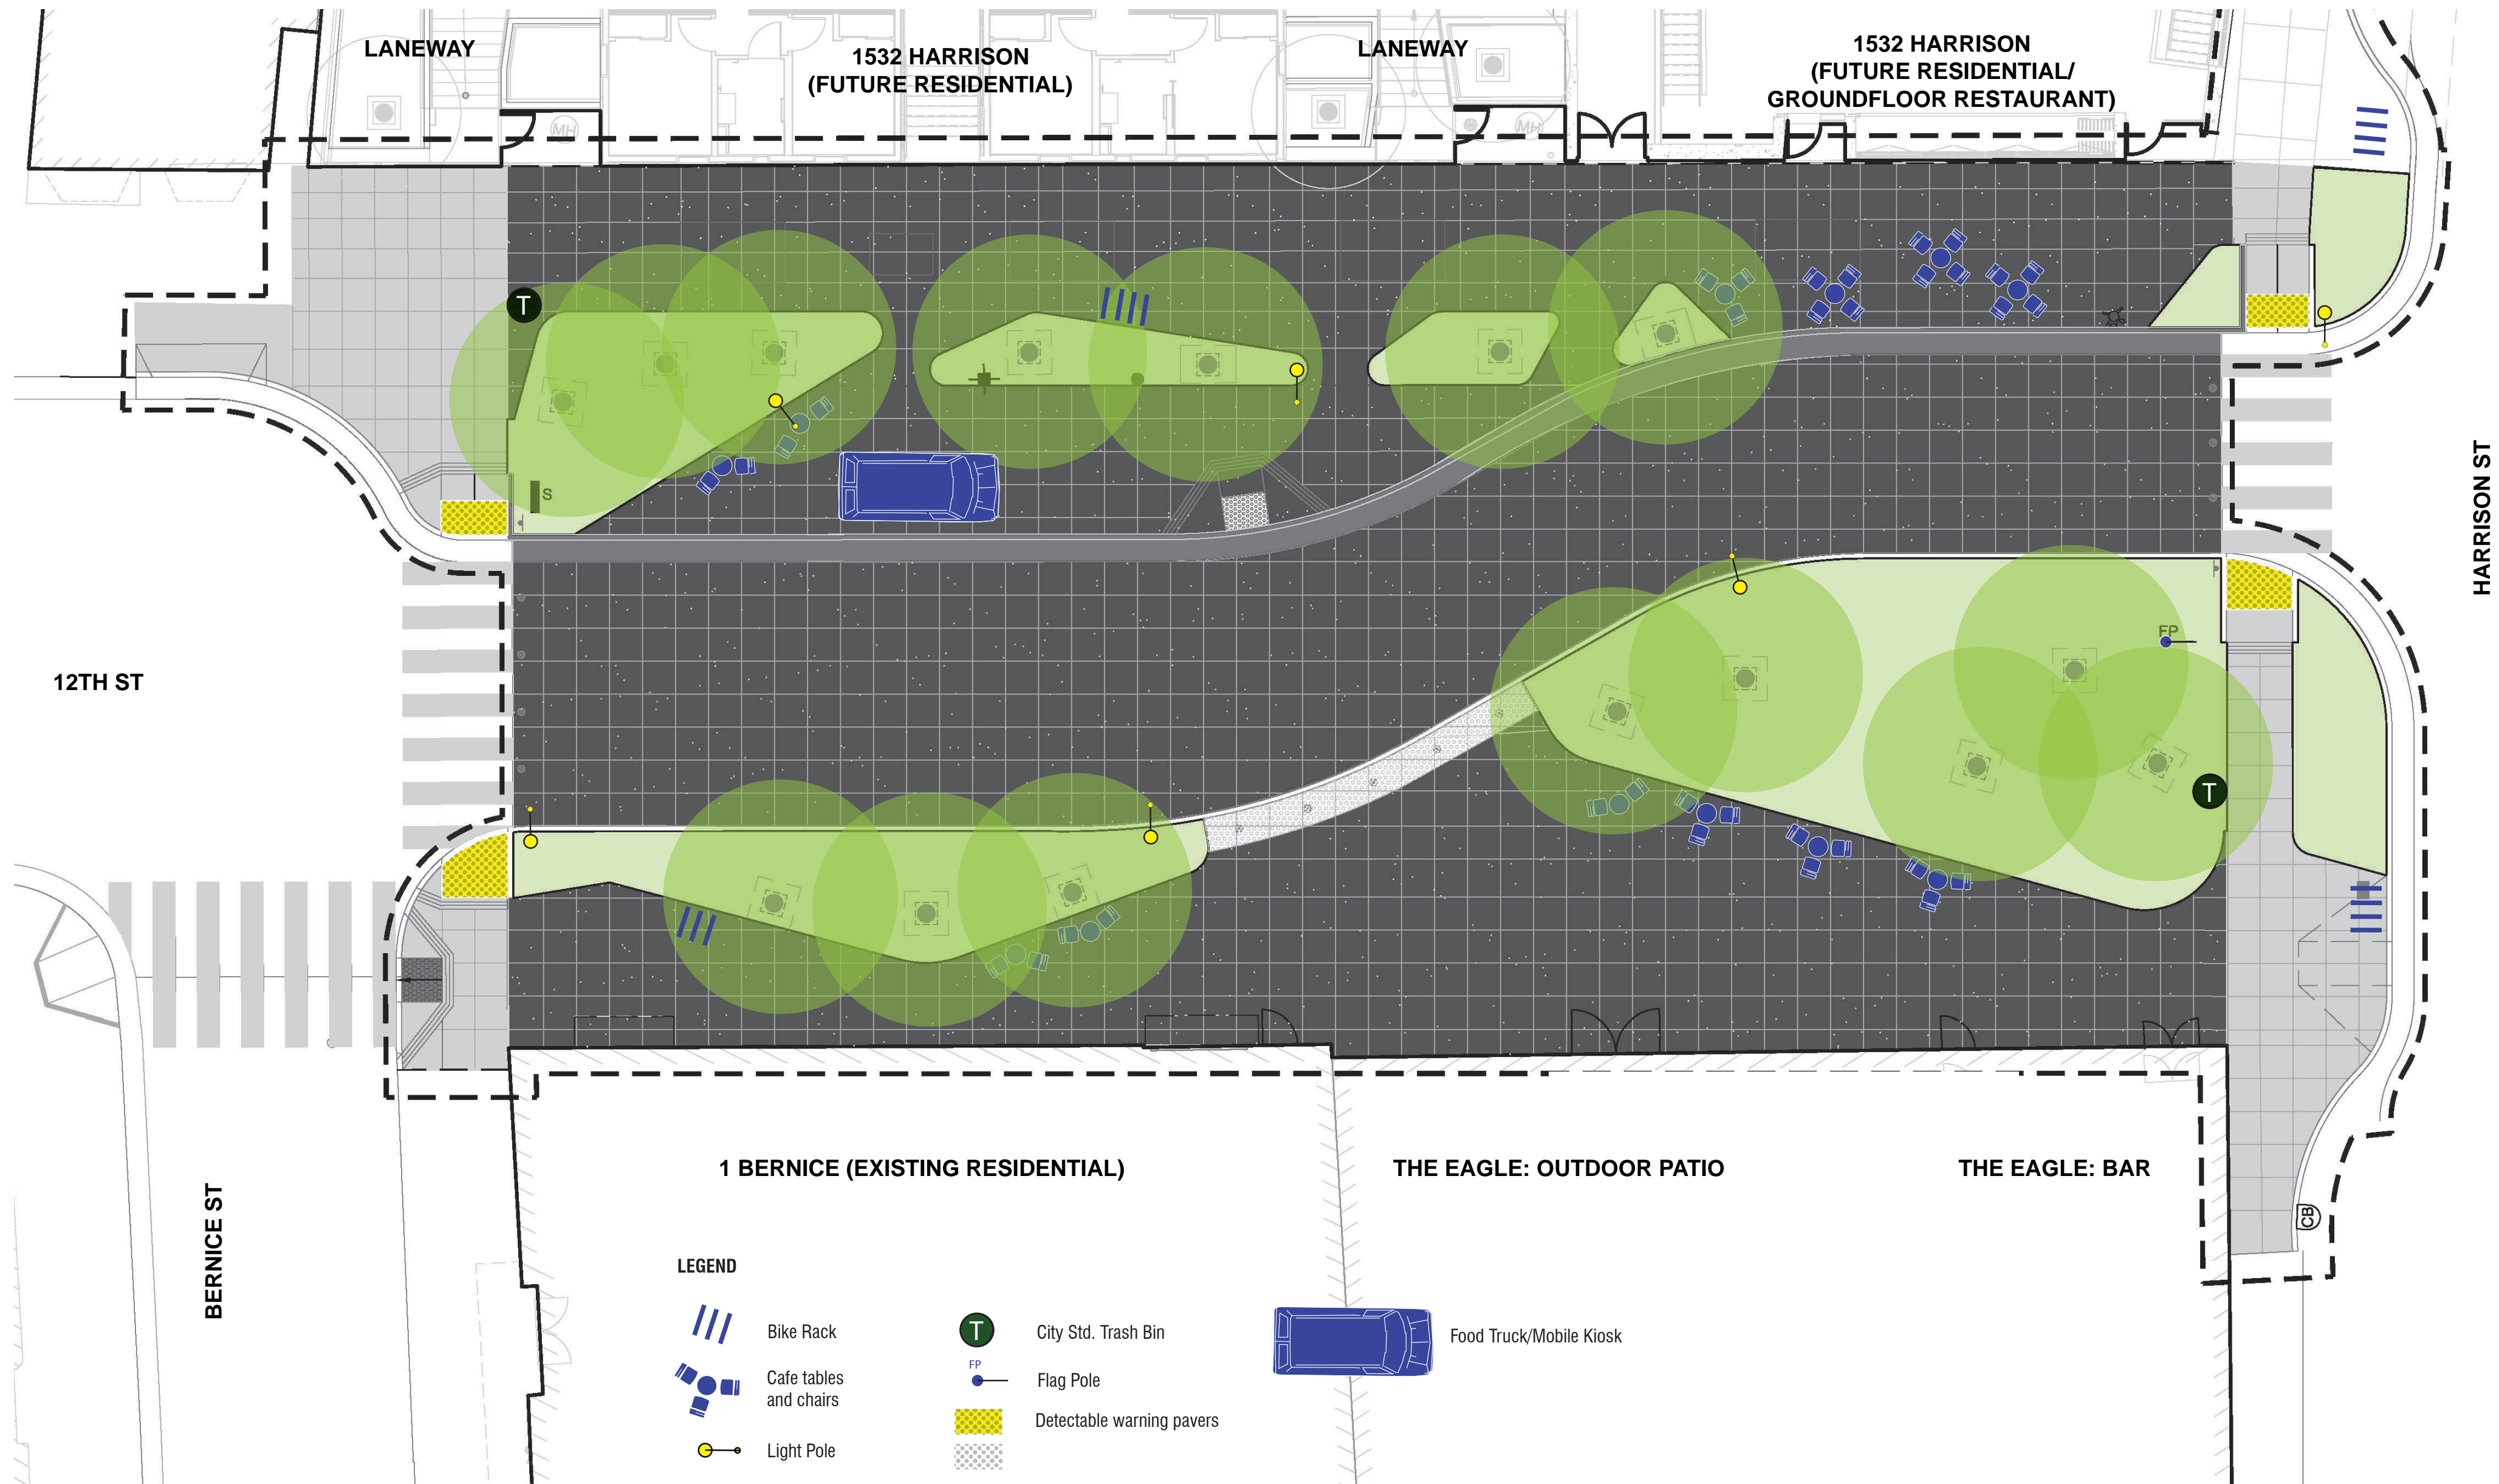 LANEWAY
1532 HARRISON
(FUTURE RESIDENTIAL)
LANEWAY
1532 HARRISON
(FUTURE RESIDENTIAL/
GROUNDFLOOR RESTAURANT)
MH
MH
T
S
HARRISON ST
FP
12TH ST
T
1 BERNICE (EXISTING RESIDENTIAL)
THE EAGLE: OUTDOOR PATIO
THE EAGLE: BAR
BERNICE ST
CB
LEGEND
Bike Rack
Cafe tables
and chairs
Light Pole
T
City Std. Trash Bin
FP
Flag Pole
Detectable warning pavers
Food Truck/Mobile Kiosk